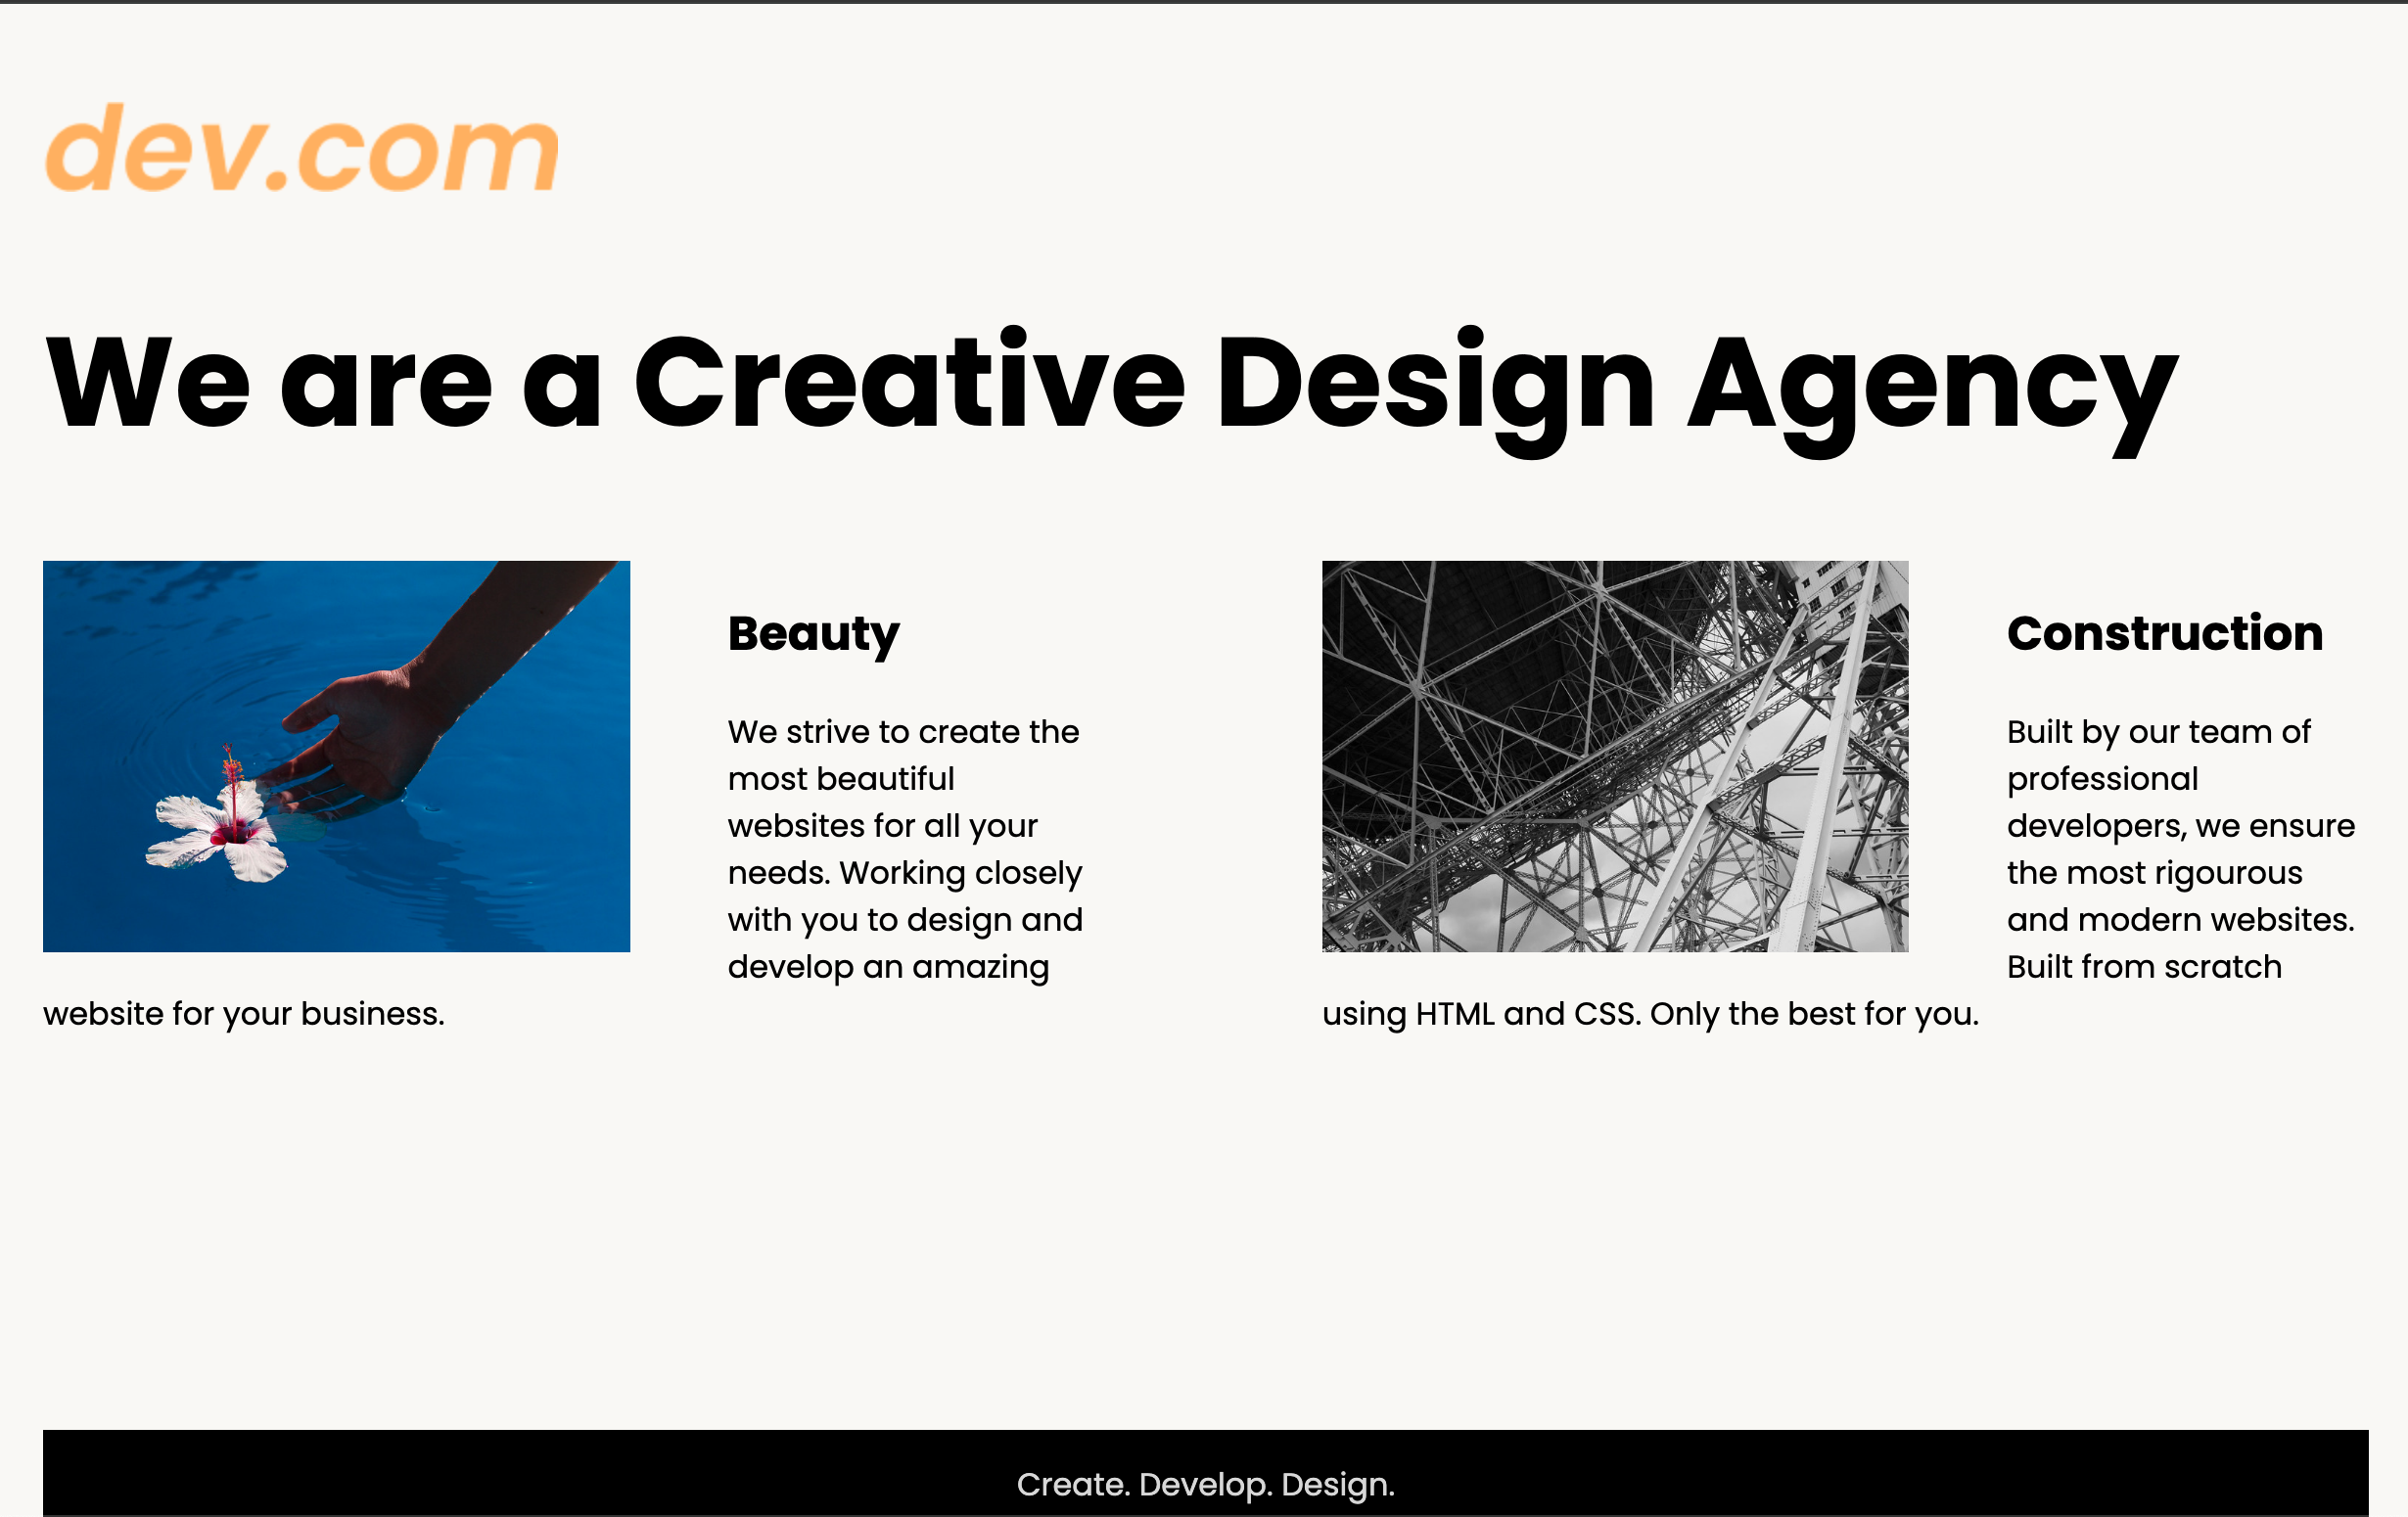 dev.com
We are a Creative Design Agency
Beauty
We strive to create the
most beautiful
websites for all your
needs. Working closely
with you to design and
develop an amazing
website for your business.
Construction
Built by our team of
professional
developers, we ensure
the most rigourous
and modern websites.
Built from scratch
using HTML and CSS. Only the best for you.
Create. Develop. Design.